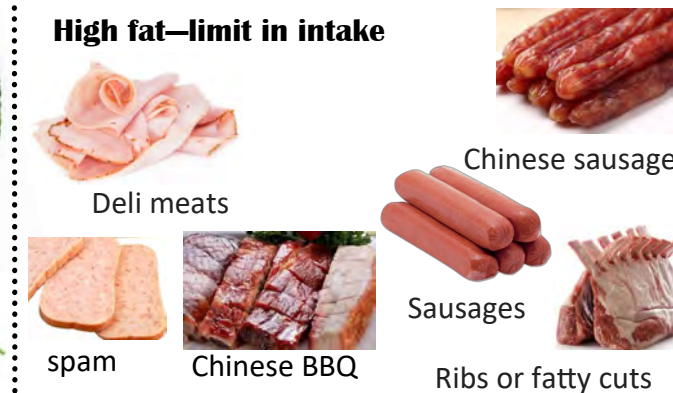 High fat—limit in intake
Chinese sausage
Deli meats
Sausages
spam
Chinese BBQ
Ribs or fatty cuts